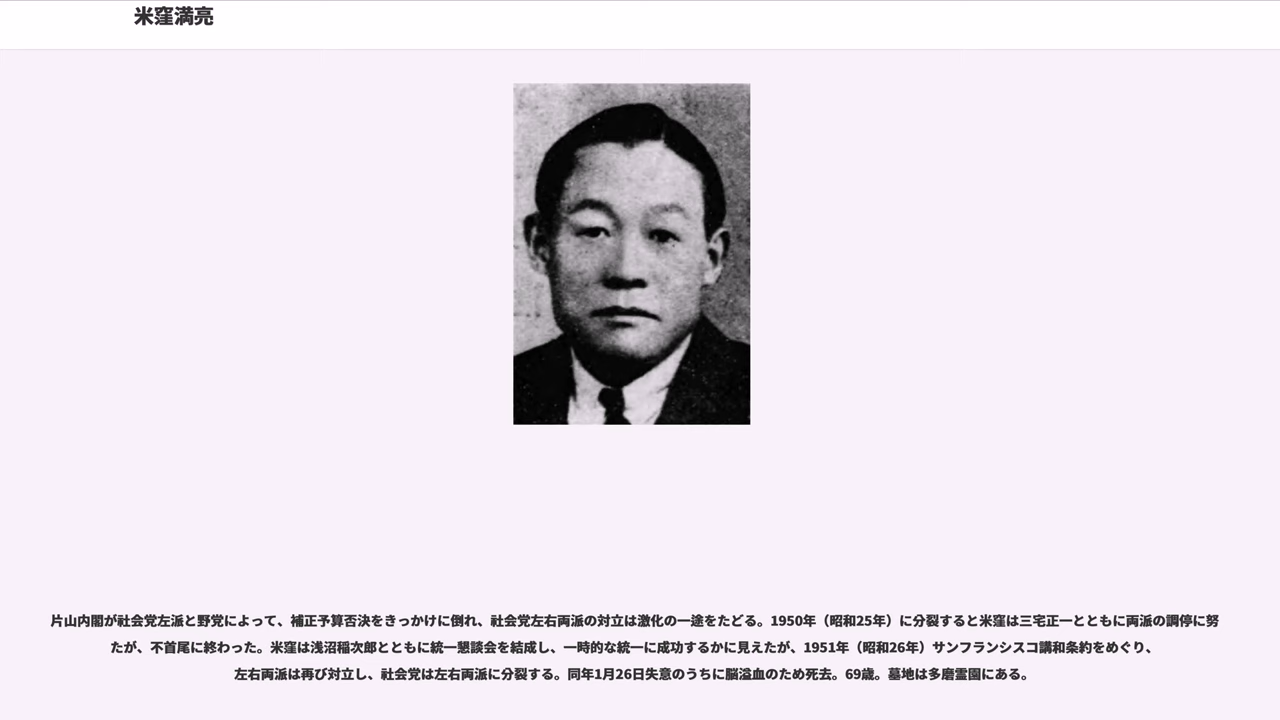 米窪満亮
片山内閣が社会党左派と野党によって、補正予算否決をきっかけに倒れ、社会党左右両派の対立は激化の一途をたどる。1950年（昭和25年）に分裂すると米窪は三宅正一とともに両派の調停に努
たが、不首尾に終わった。米窪は浅沼稲次郎とともに統一懇談会を結成し、一時的な統一に成功するかに見えたが、1951年（昭和26年）サンフランシスコ講和条約をめぐり、
左右両派は再び対立し、社会党は左右両派に分裂する。同年1月26日失意のうちに脳溢血のため死去。69歳。墓地は多磨霊園にある。